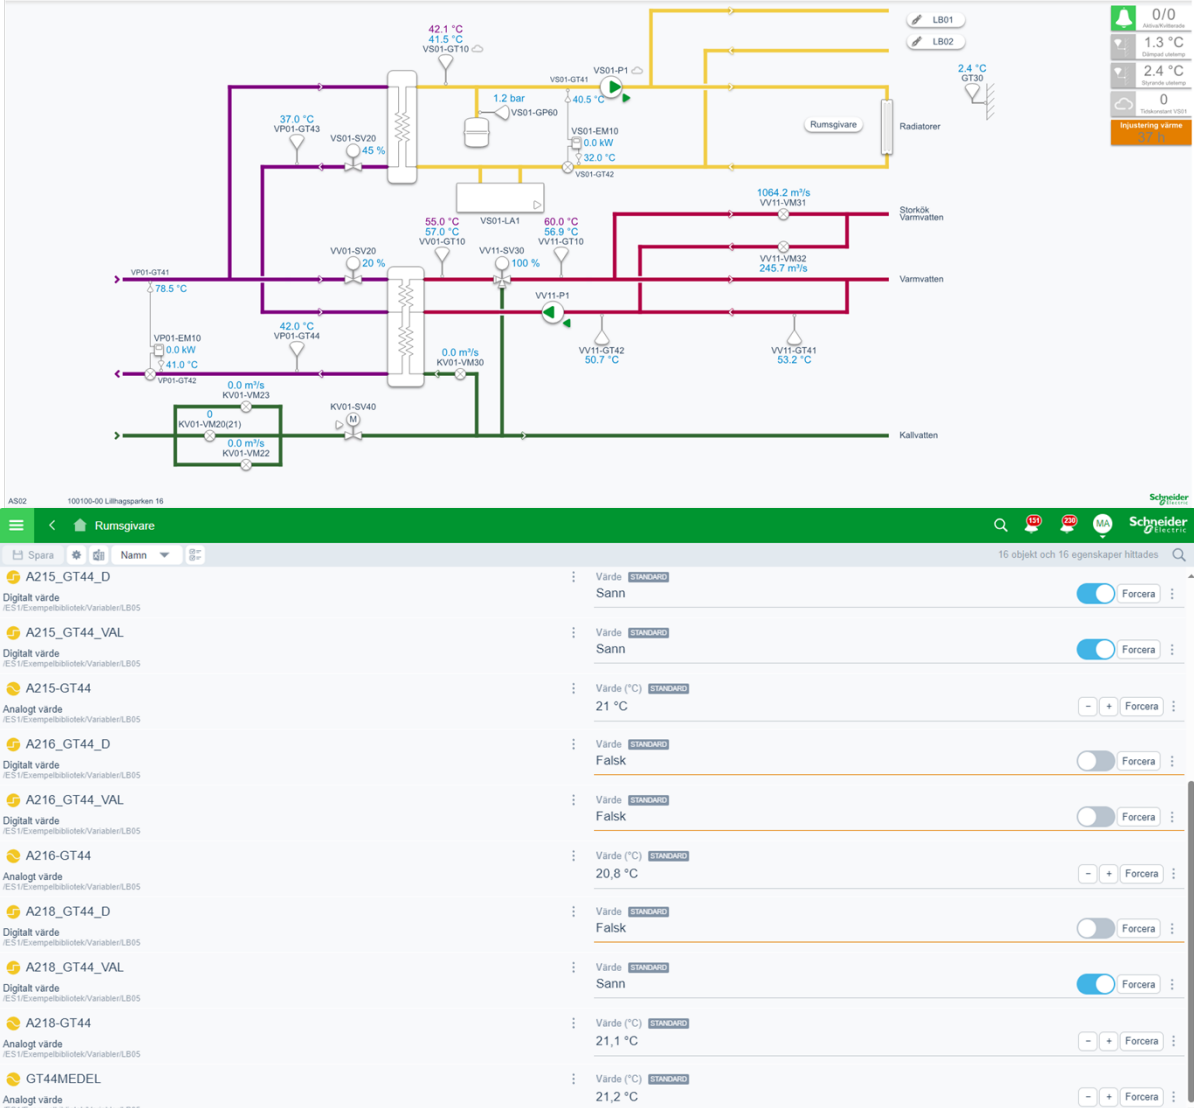 42.1 °C
41.5 °C
VS01-GT10
VS01-P1
VS01-GT41
40.5 °C
1.2 bar
VS01-GP60
VS01-EM10
0.0 kW
32.0 °C
VS01-GT42
VS01-LA1
37.0 °C
VP01-GT43
VS01-SV20
45 %
LB01
LB02
2.4 °C
GT30
Rumsgivare
Radiatorer
0/0
Aktiva/Kvitterade
1.3 °C
Dämpad utetemp
2.4 °C
Styrande utetemp
0
Tidskonstant VS01
Injustering värme
37 h
1064.2 m³/s
VV11-VM31
Storkök
Varmvatten
VV11-VM32
245.7 m³/s
Varmvatten
55.0 °C
57.0 °C
VV01-GT10
60.0 °C
56.9 °C
VV11-GT10
VV11-SV30
100 %
VV01-SV20
20 %
VP01-GT41
78.5 °C
VV11-P1
VV11-GT42
50.7 °C
VV11-GT41
53.2 °C
42.0 °C
VP01-GT44
VP01-EM10
0.0 kW
41.0 °C
VP01-GT42
0.0 m³/s
KV01-VM30
0.0 m³/s
KV01-VM23
0
KV01-VM20(21)
0.0 m³/s
KV01-VM22
KV01-SV40
M
Kallvatten
AS02
100100-00 Lillhagsparken 16
Schneider
Electric
Rumsgivare
151
230
MA
Schneider
Electric
Spara
Namn
16 objekt och 16 egenskaper hittades
A215_GT44_D
Värde STANDARD
Digitalt värde
Sann
Forcera
/ES1/Exempelbibliotek/Variabler/LB05
A215_GT44_VAL
Värde STANDARD
Digitalt värde
Sann
Forcera
/ES1/Exempelbibliotek/Variabler/LB05
A215-GT44
Värde (°C) STANDARD
Analogt värde
21 °C
- + Forcera
/ES1/Exempelbibliotek/Variabler/LB05
A216_GT44_D
Värde STANDARD
Digitalt värde
Falsk
Forcera
/ES1/Exempelbibliotek/Variabler/LB05
A216_GT44_VAL
Värde STANDARD
Digitalt värde
Falsk
Forcera
/ES1/Exempelbibliotek/Variabler/LB05
A216-GT44
Värde (°C) STANDARD
Analogt värde
20,8 °C
- + Forcera
/ES1/Exempelbibliotek/Variabler/LB05
A218_GT44_D
Värde STANDARD
Digitalt värde
Falsk
Forcera
/ES1/Exempelbibliotek/Variabler/LB05
A218_GT44_VAL
Värde STANDARD
Digitalt värde
Sann
Forcera
/ES1/Exempelbibliotek/Variabler/LB05
A218-GT44
Värde (°C) STANDARD
Analogt värde
21,1 °C
- + Forcera
/ES1/Exempelbibliotek/Variabler/LB05
GT44MEDEL
Värde (°C) STANDARD
Analogt värde
21,2 °C
- + Forcera